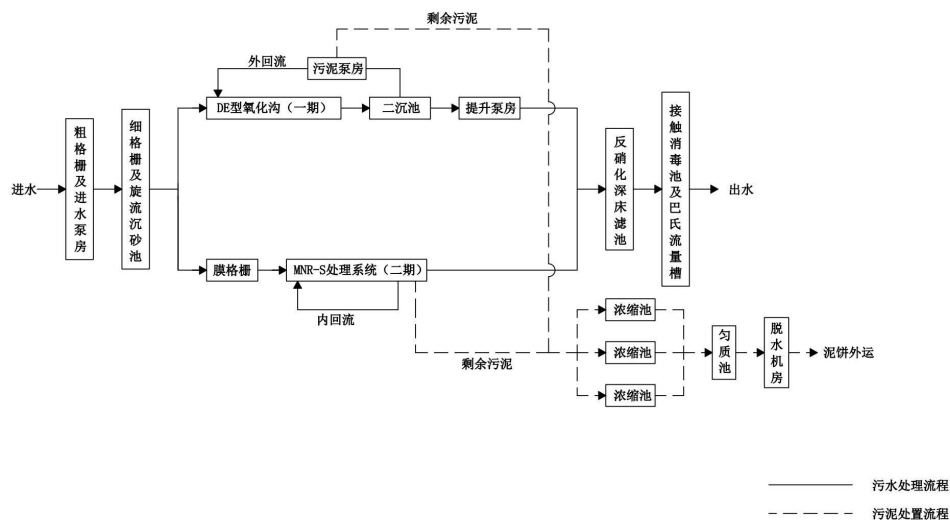 剩余污泥
外回流
污泥泵房
DE型氧化沟（一期）
二沉池
提升泵房
进水
粗格栅及进水泵房
细格栅及旋流沉砂池
反硝化深床滤池
接触消毒池及巴氏流量槽
出水
膜格栅
MNR-S处理系统（二期）
内回流
剩余污泥
浓缩池
浓缩池
浓缩池
匀质池
脱水机房
泥饼外运
污水处理流程
污泥处置流程